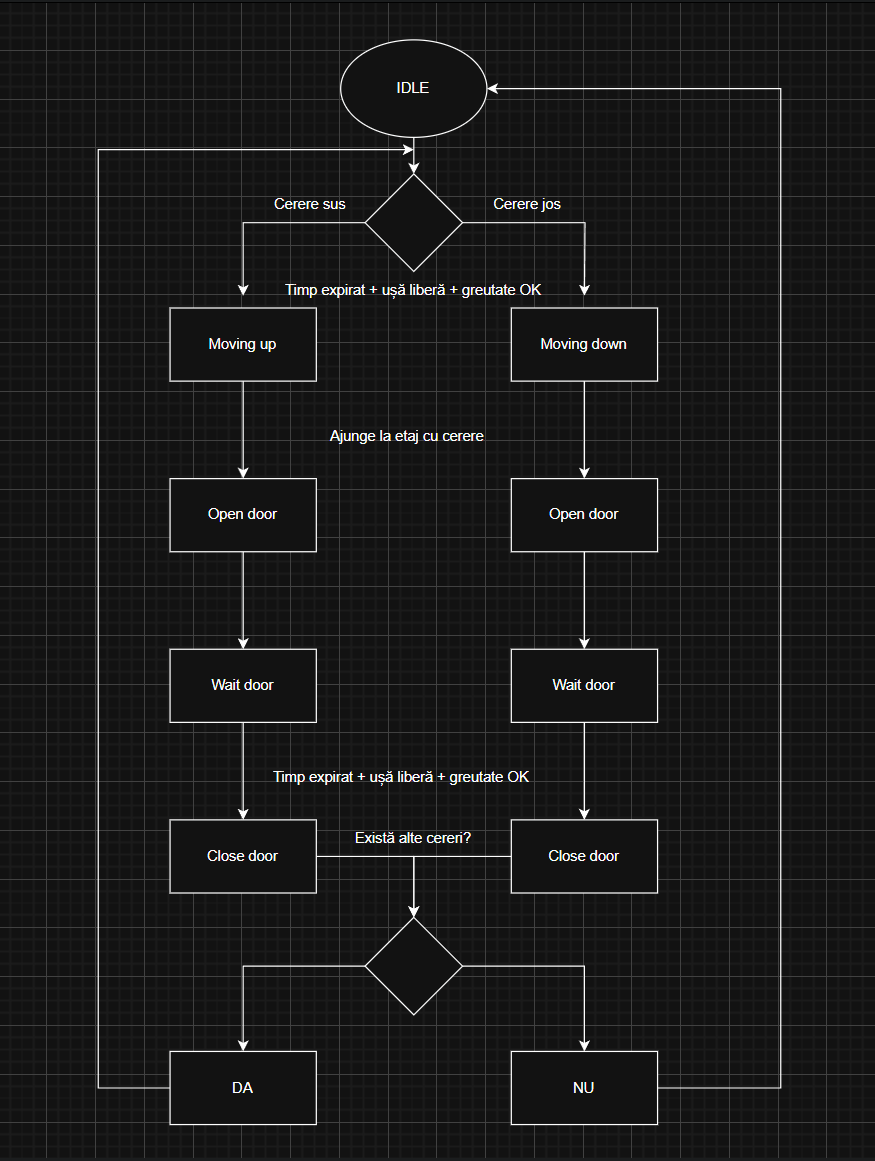 IDLE
Cerere sus
Cerere jos
Timp expirat + ușă liberă + greutate OK
Moving up
Moving down
Ajunge la etaj cu cerere
Open door
Open door
Wait door
Wait door
Timp expirat + ușă liberă + greutate OK
Există alte cereri?
Close door
Close door
DA
NU